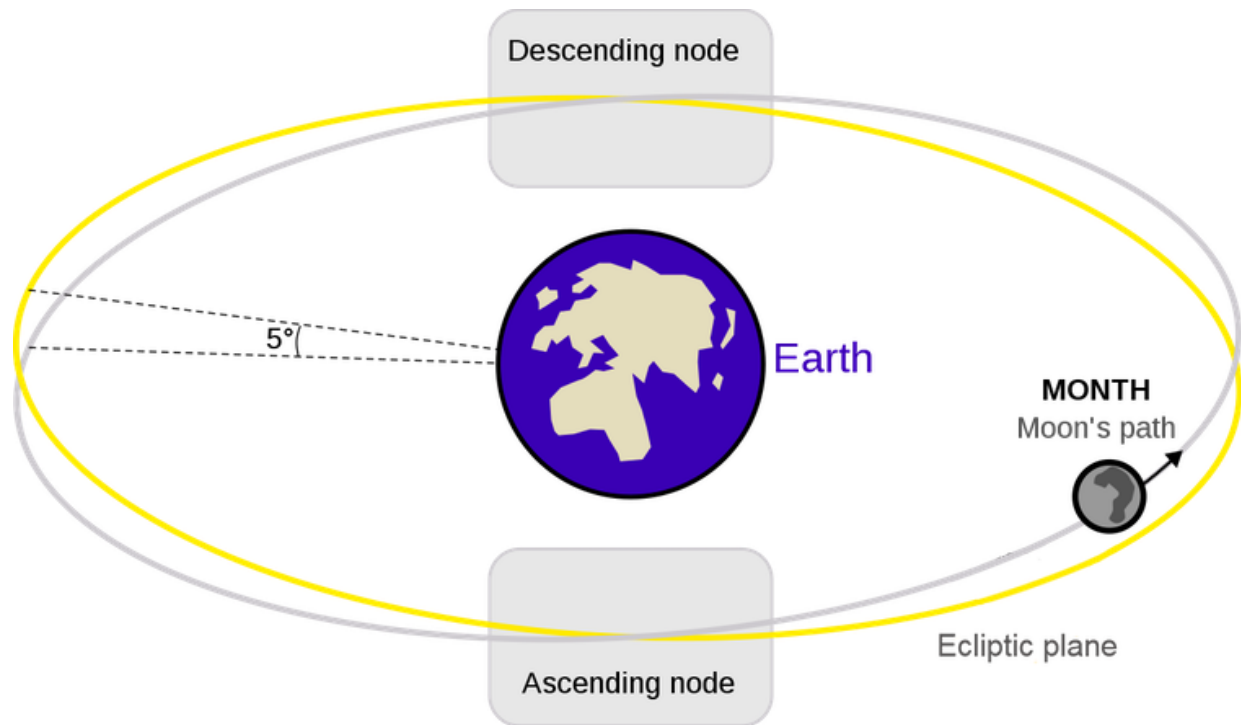 Descending node
5°
Earth
MONTH
Moon's path
Ecliptic plane
Ascending node